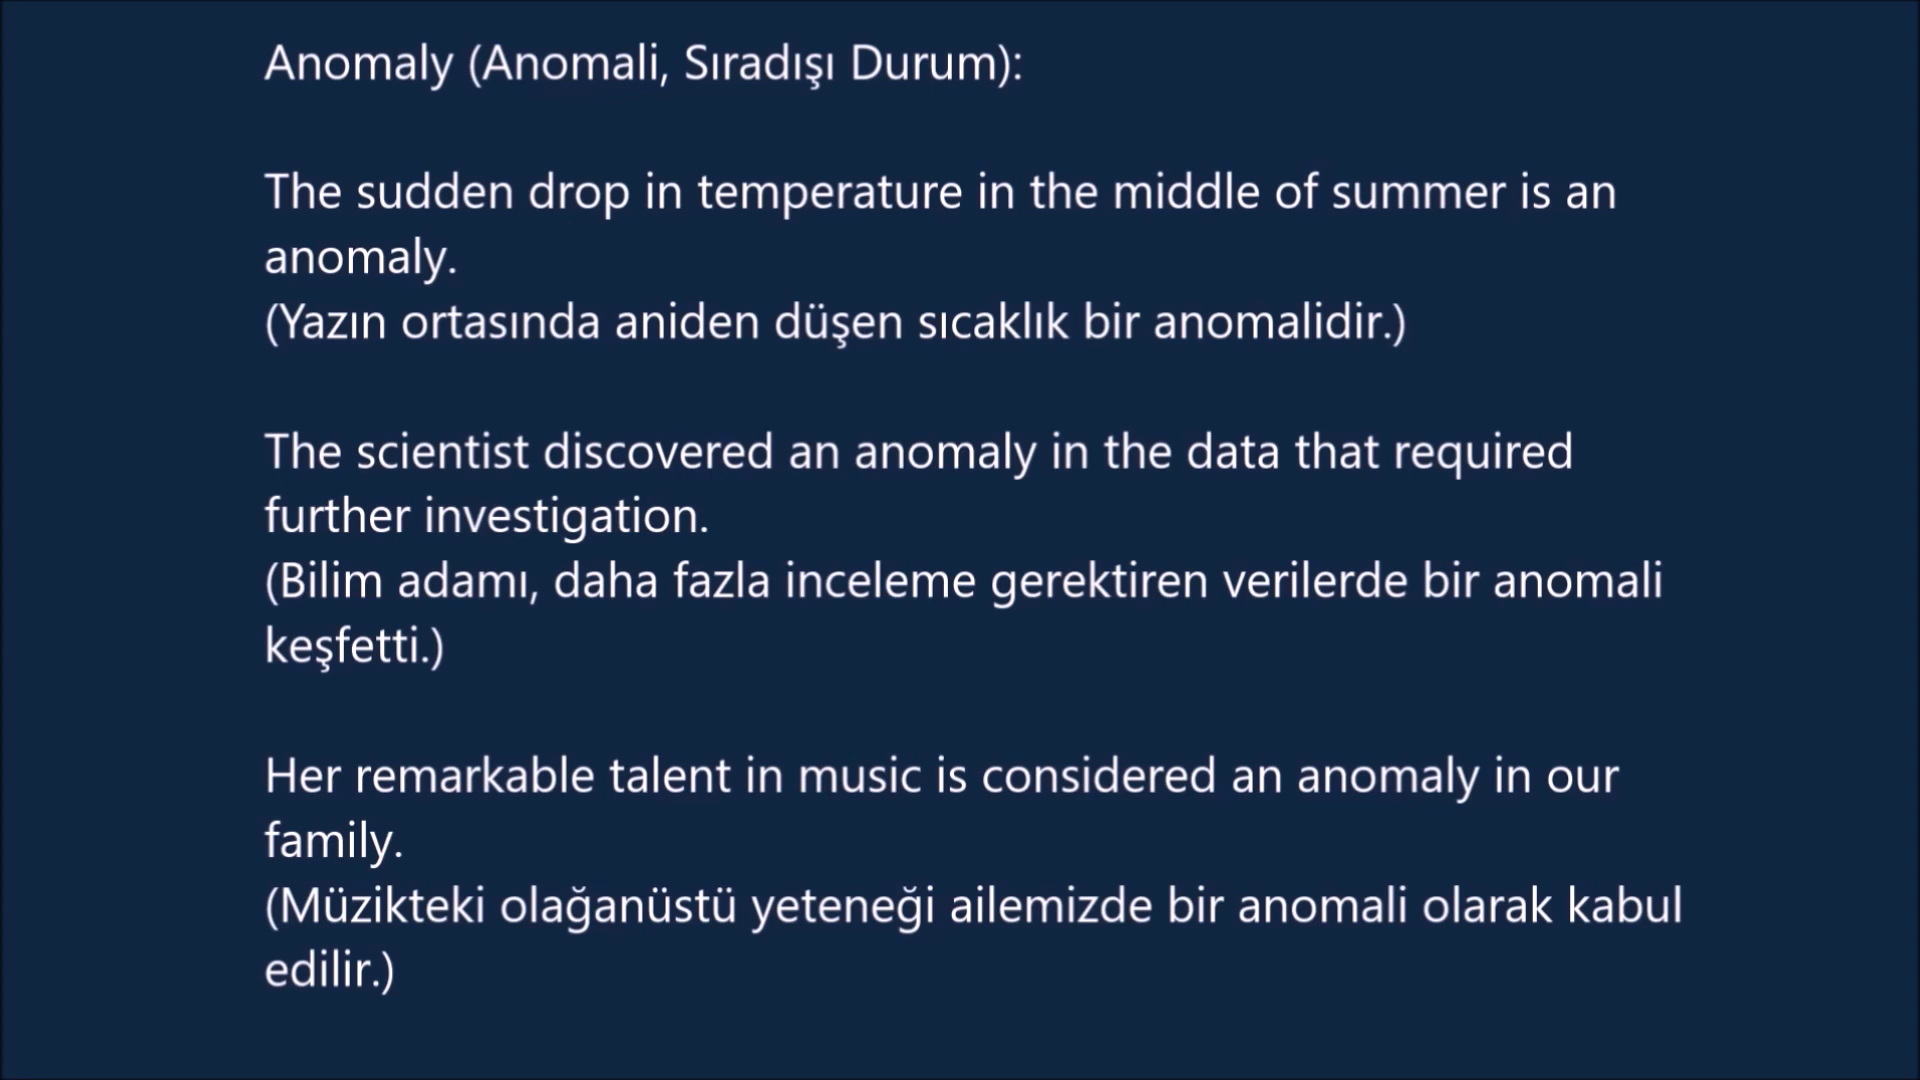 Anomaly (Anomali, Sıradışı Durum):
The sudden drop in temperature in the middle of summer is an
anomaly.
(Yazın ortasında aniden düşen sıcaklık bir anomalidir.)
The scientist discovered an anomaly in the data that required
further investigation.
(Bilim adamı, daha fazla inceleme gerektiren verilerde bir anomali
keşfetti.)
Her remarkable talent in music is considered an anomaly in our
family.
(Müzikteki olağanüstü yeteneği ailemizde bir anomali olarak kabul
edilir.)